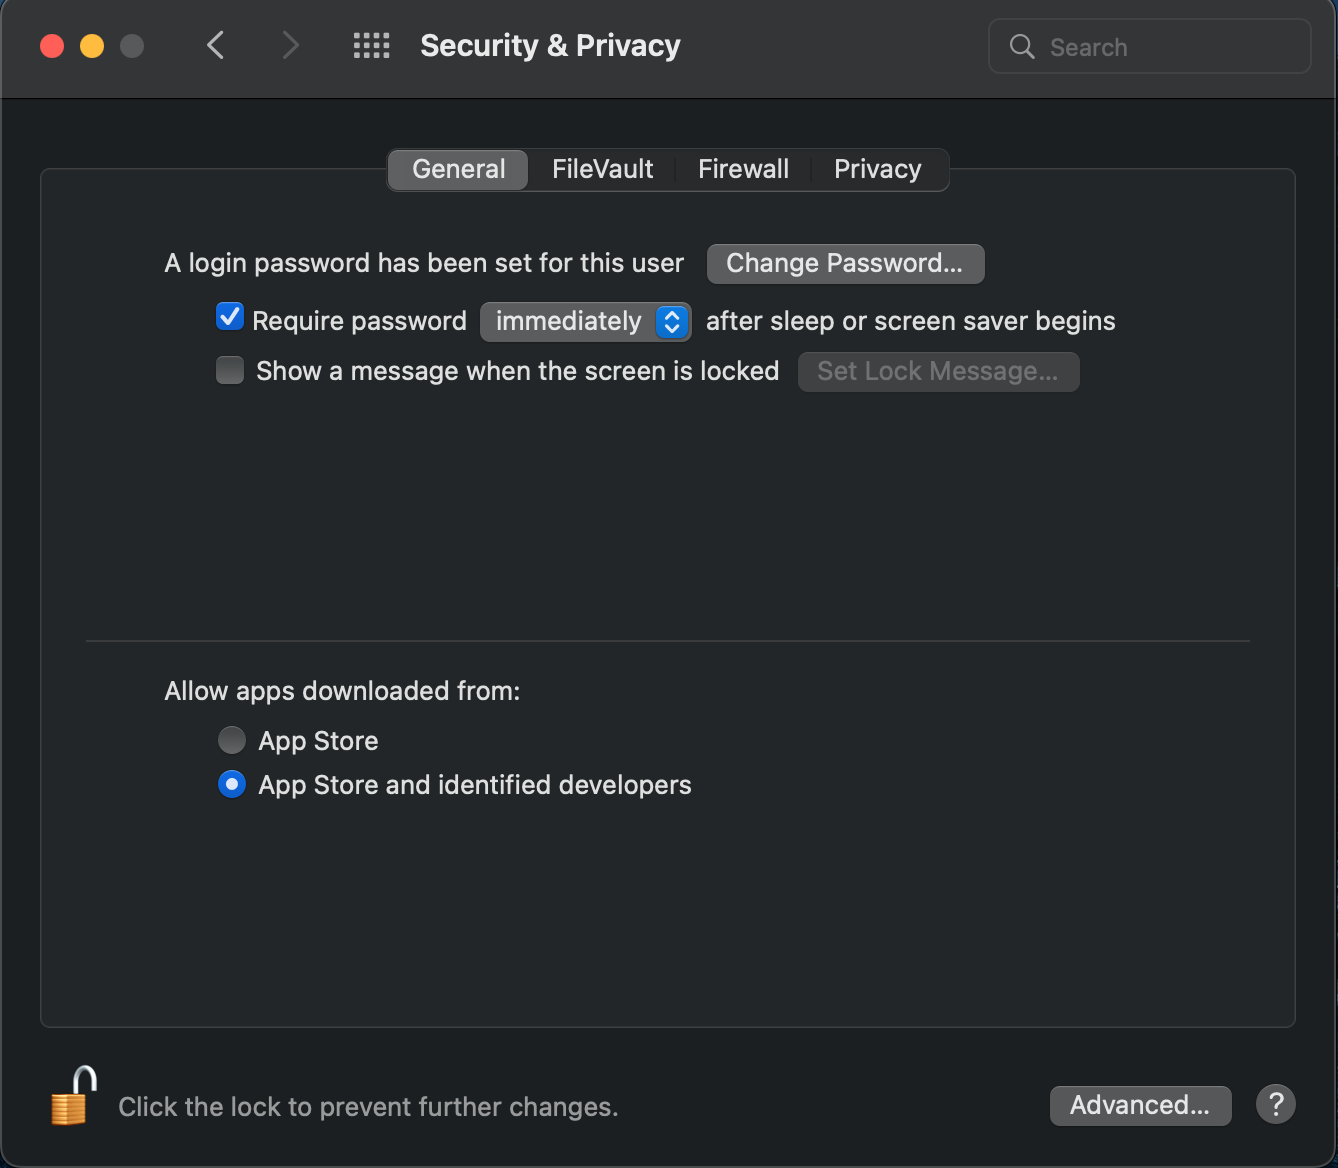 Security & Privacy
Search
General FileVault Firewall Privacy
A login password has been set for this user Change Password...
Require password immediately after sleep or screen saver begins
Show a message when the screen is locked Set Lock Message...
Allow apps downloaded from:
App Store
App Store and identified developers
Click the lock to prevent further changes. Advanced... ?